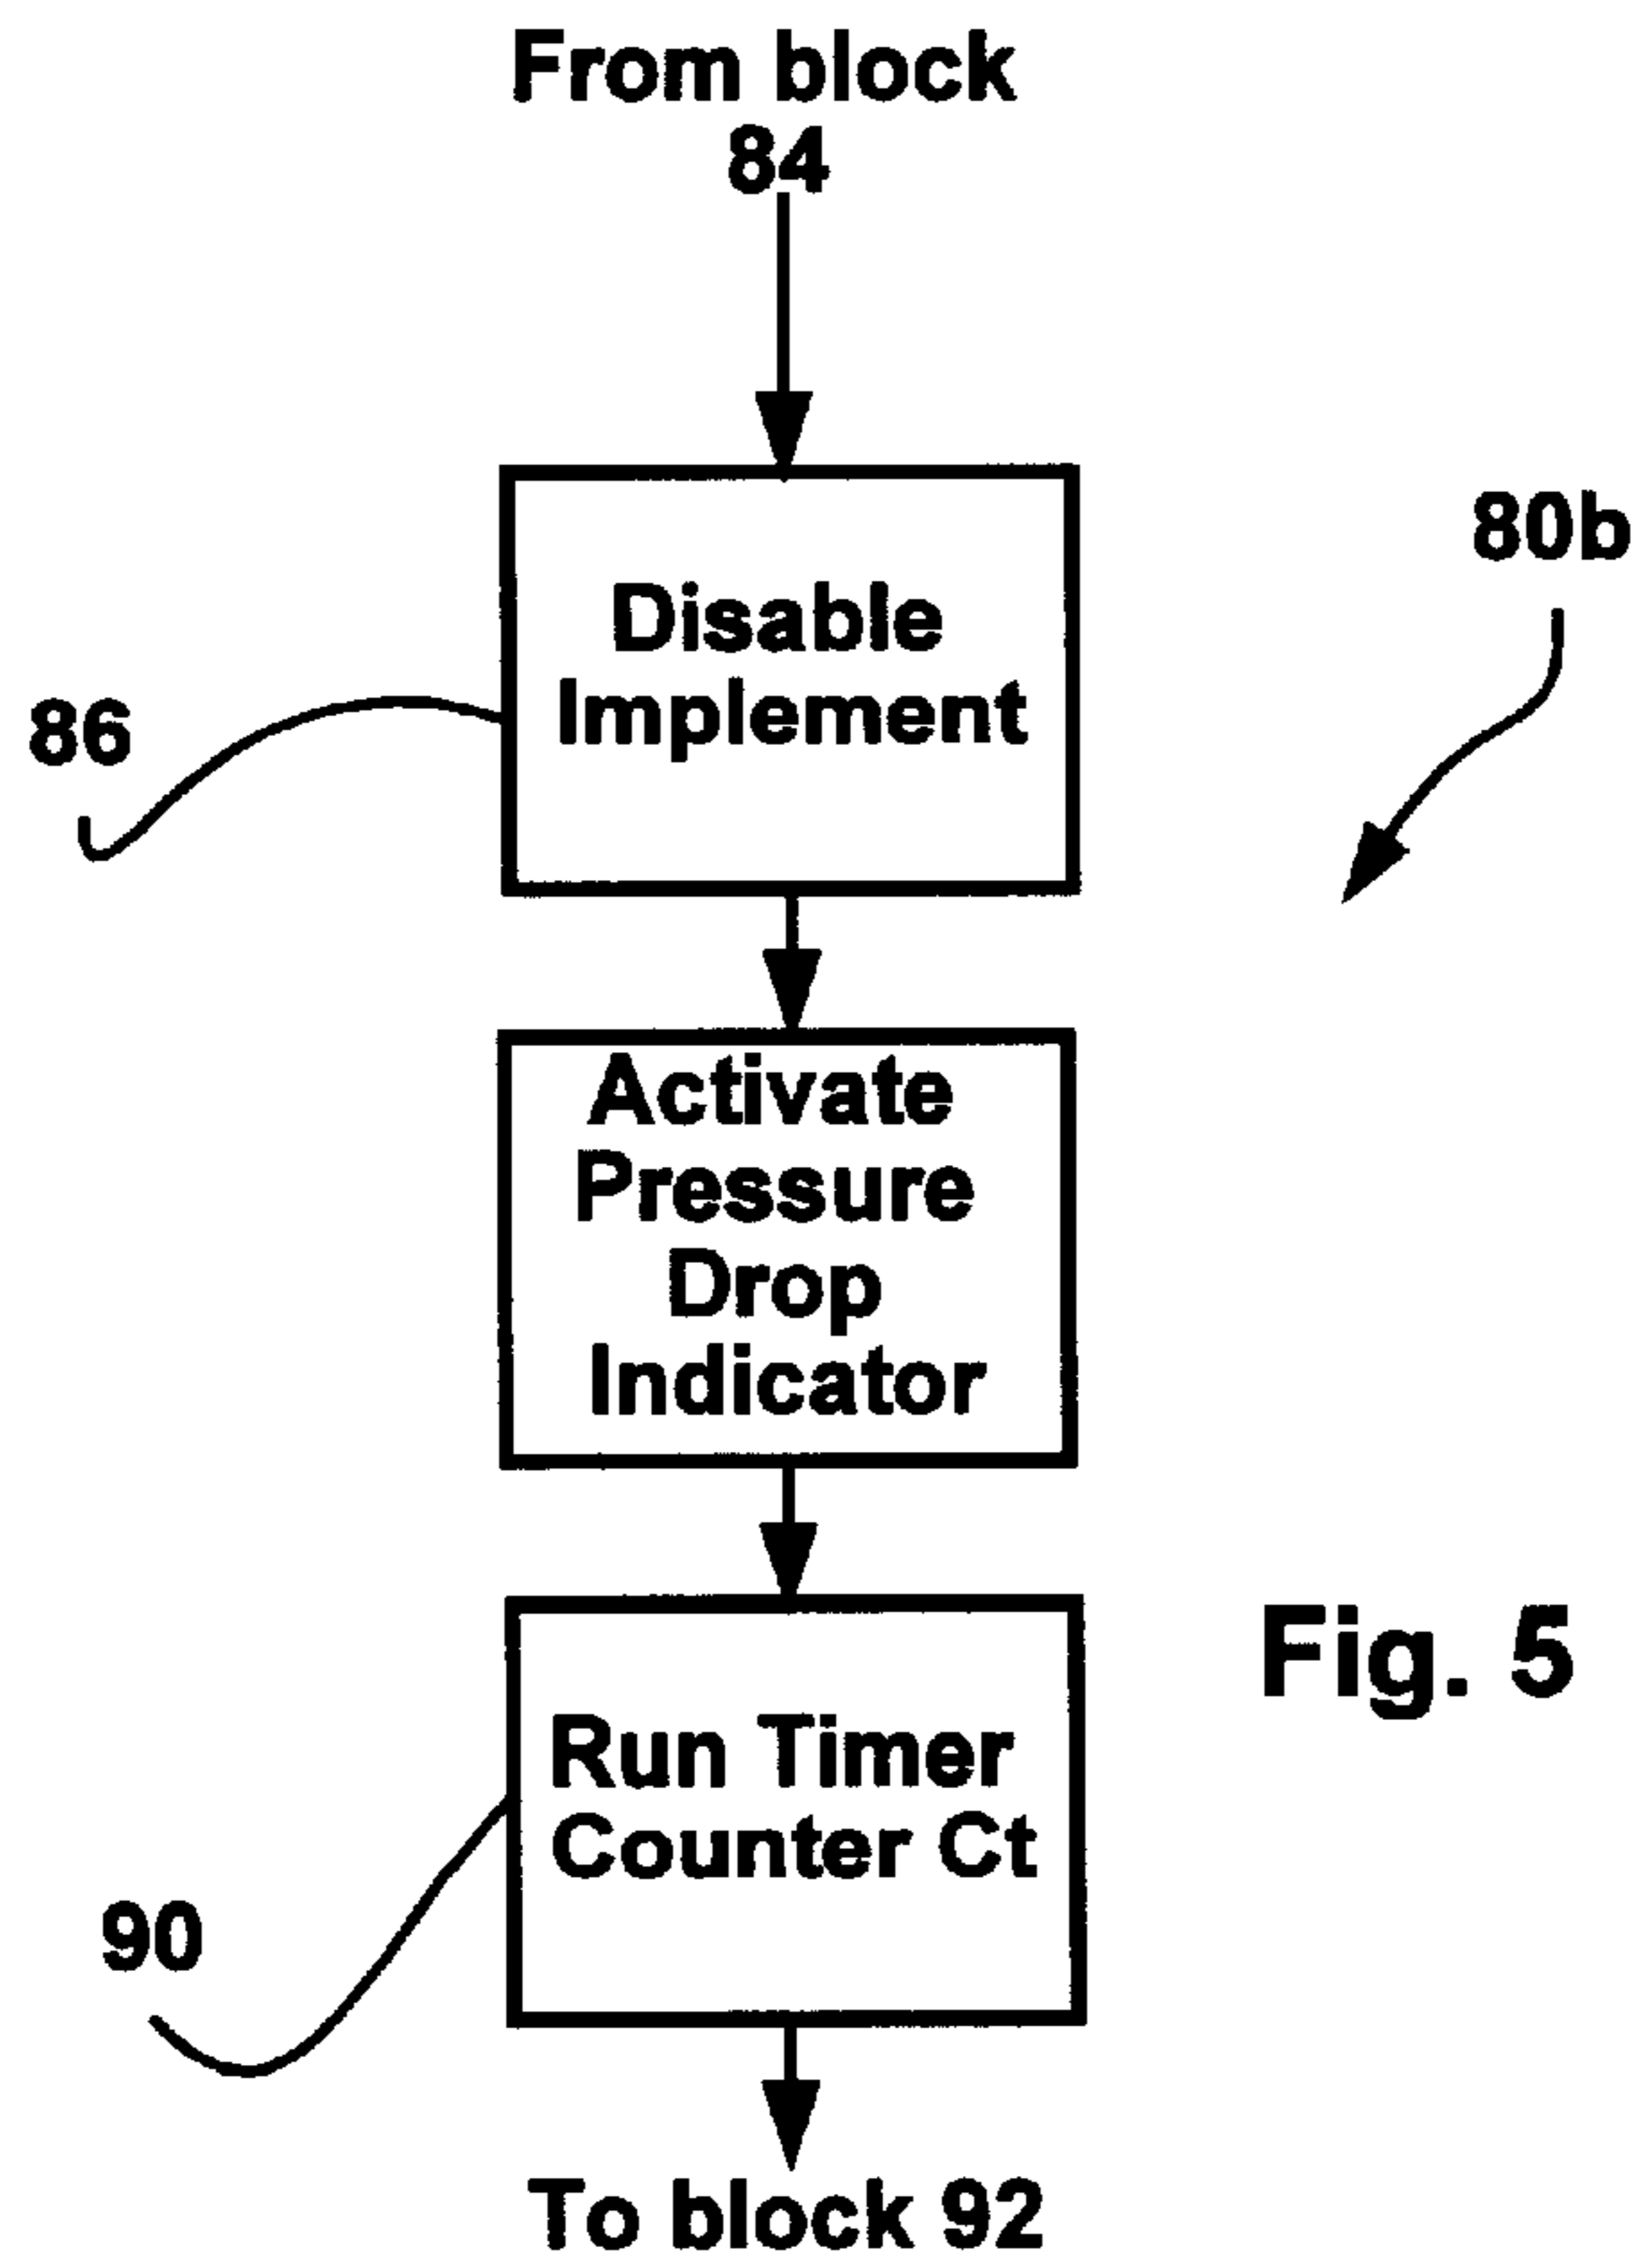 From block
84
80b
Disable
Implement
86
Activate
Pressure
Drop
Indicator
Fig. 5
Run Timer
Counter Ct
90
To block 92